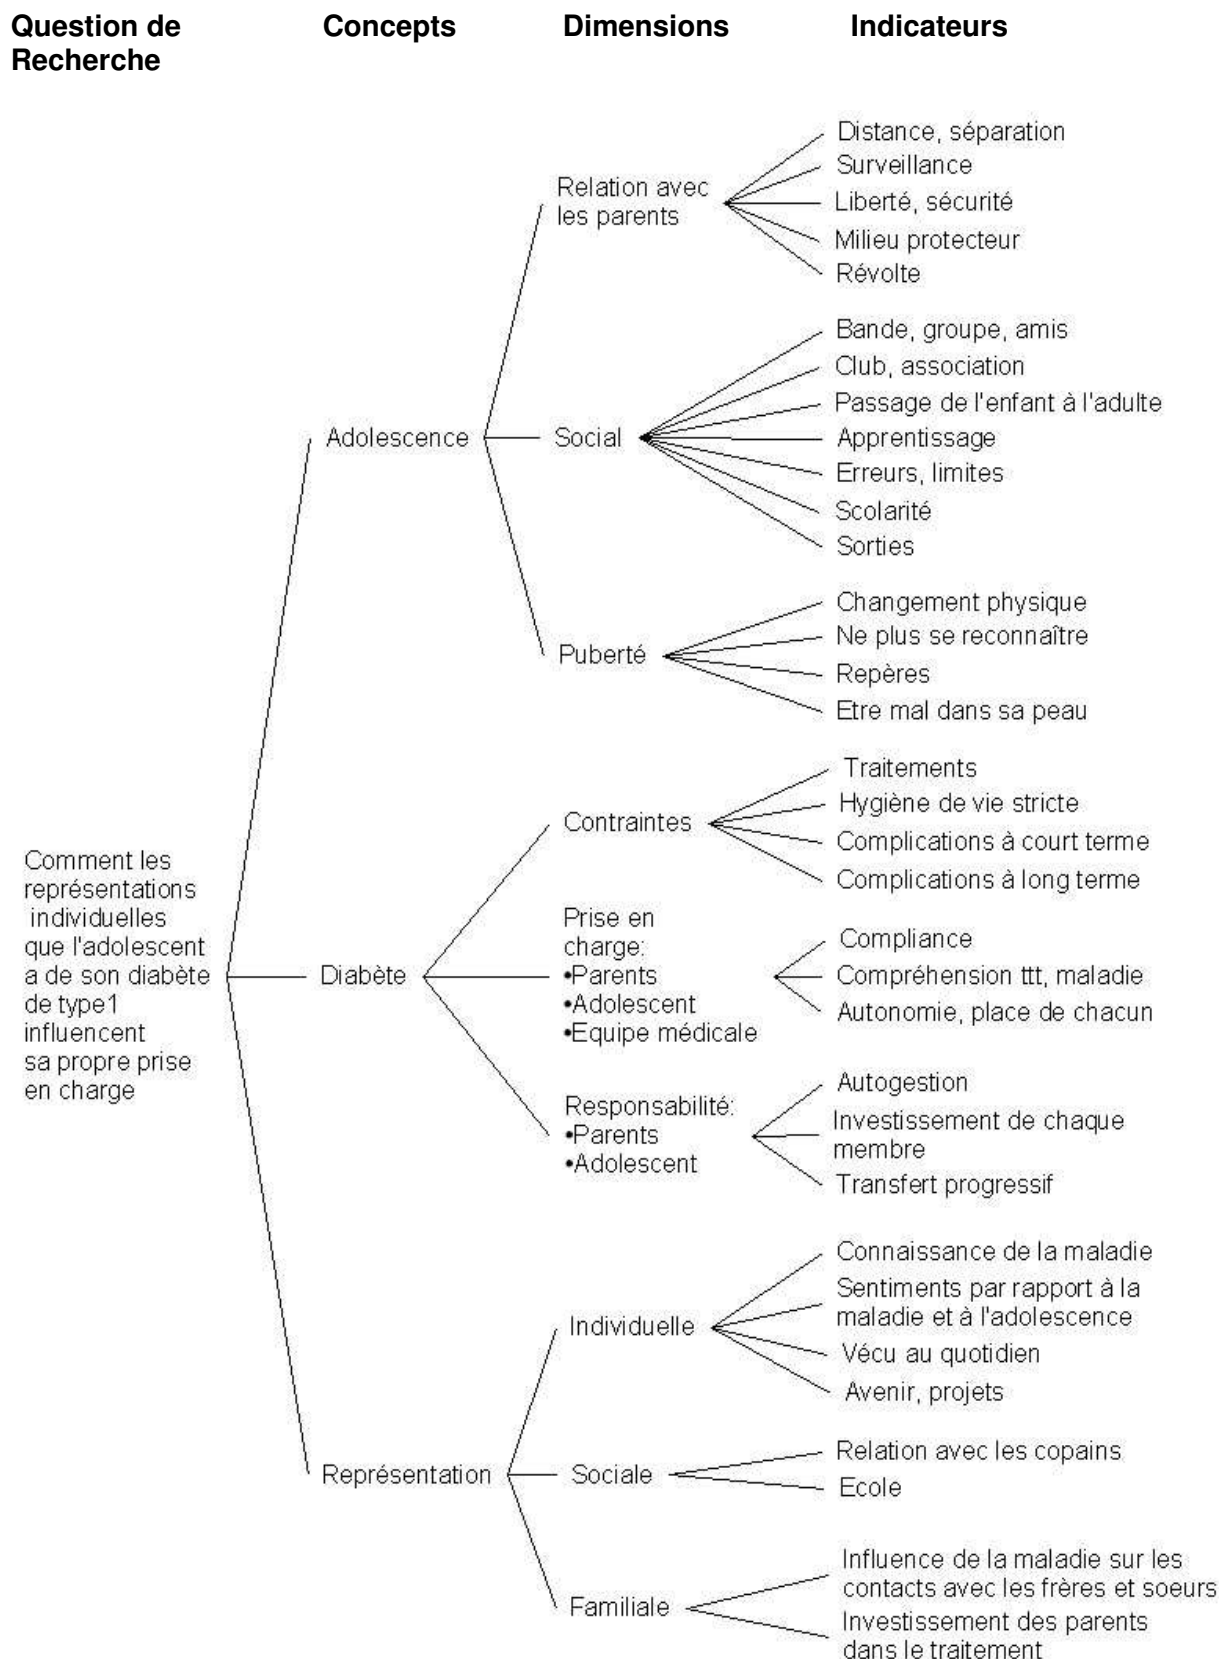 Question de Recherche
Concepts
Dimensions
Indicateurs
Comment les
représentations
individuelles
que l'adolescent
a de son diabète
de type1
influencent
sa propre prise
en charge
Adolescence
Relation avec
les parents
Distance, séparation
Surveillance
Liberté, sécurité
Milieu protecteur
Révolte
Social
Bande, groupe, amis
Club, association
Passage de l'enfant à l'adulte
Apprentissage
Erreurs, limites
Scolarité
Sorties
Puberté
Changement physique
Ne plus se reconnaître
Repères
Etre mal dans sa peau
Diabète
Contraintes
Traitements
Hygiène de vie stricte
Complications à court terme
Complications à long terme
Prise en
charge:
•Parents
•Adolescent
•Equipe médicale
Compliance
Compréhension ttt, maladie
Autonomie, place de chacun
Responsabilité:
•Parents
•Adolescent
Autogestion
Investissement de chaque
membre
Transfert progressif
Représentation
Individuelle
Connaissance de la maladie
Sentiments par rapport à la
maladie et à l'adolescence
Vécu au quotidien
Avenir, projets
Sociale
Relation avec les copains
Ecole
Familiale
Influence de la maladie sur les
contacts avec les frères et soeurs
Investissement des parents
dans le traitement